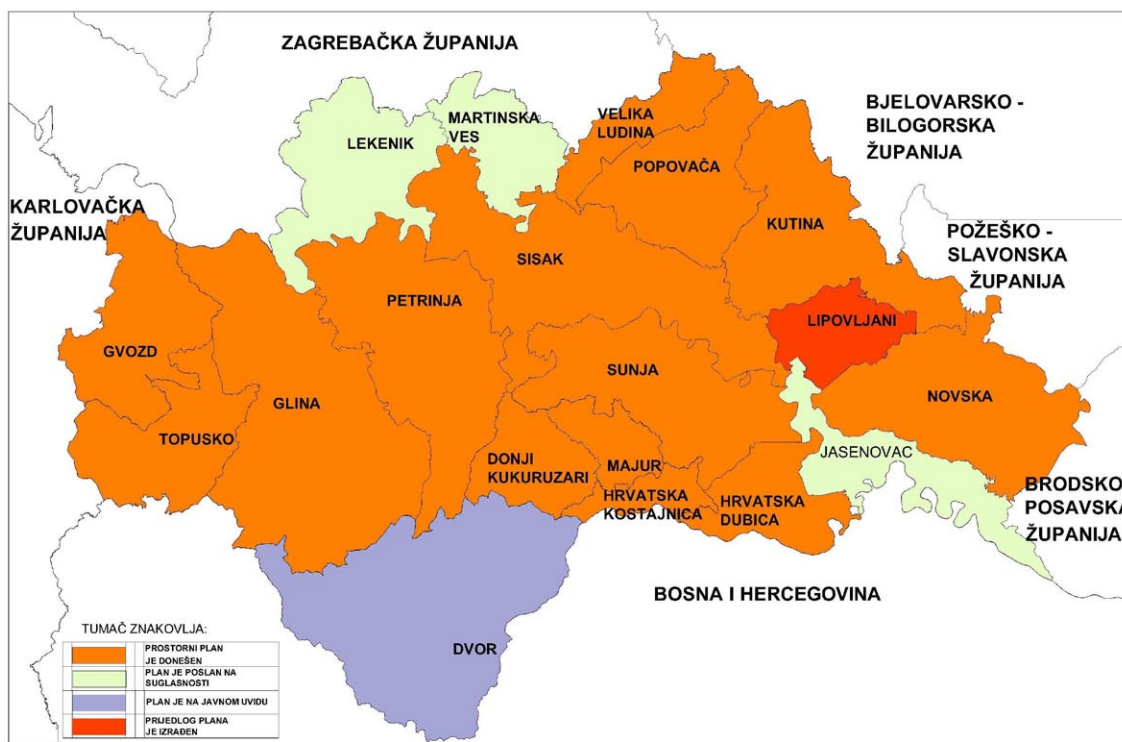 ZAGREBAČKA ŽUPANIJA
BJELOVARSKO -
BILOGORSKA
ŽUPANIJA
KARLOVAČKA
ŽUPANIJA
POŽEŠKO -
SLAVONSKA
ŽUPANIJA
VELIKA
LUDINA
MARTINSKA
VES
LEKENIK
POPOVAČA
KUTINA
SISAK
PETRINJA
LIPOVLJANI
GVOZD
SUNJA
GLINA
NOVSKA
TOPUSKO
DONJI
KUKURUZARI
MAJUR
JASENOVAC
HRVATSKA
KOSTAJNICA
HRVATSKA
DUBICA
BRODSKO
POSAVSKA
ŽUPANIJA
BOSNA I HERCEGOVINA
DVOR
TUMAČ ZNAKOVLJA:
PROSTORNI PLAN
JE DONEŠEN
PLAN JE POSLAN NA
SUGLASNOSTI
PLAN JE NA JAVNOM UVIDU
PRIJEDLOG PLANA
JE IZRAĐEN